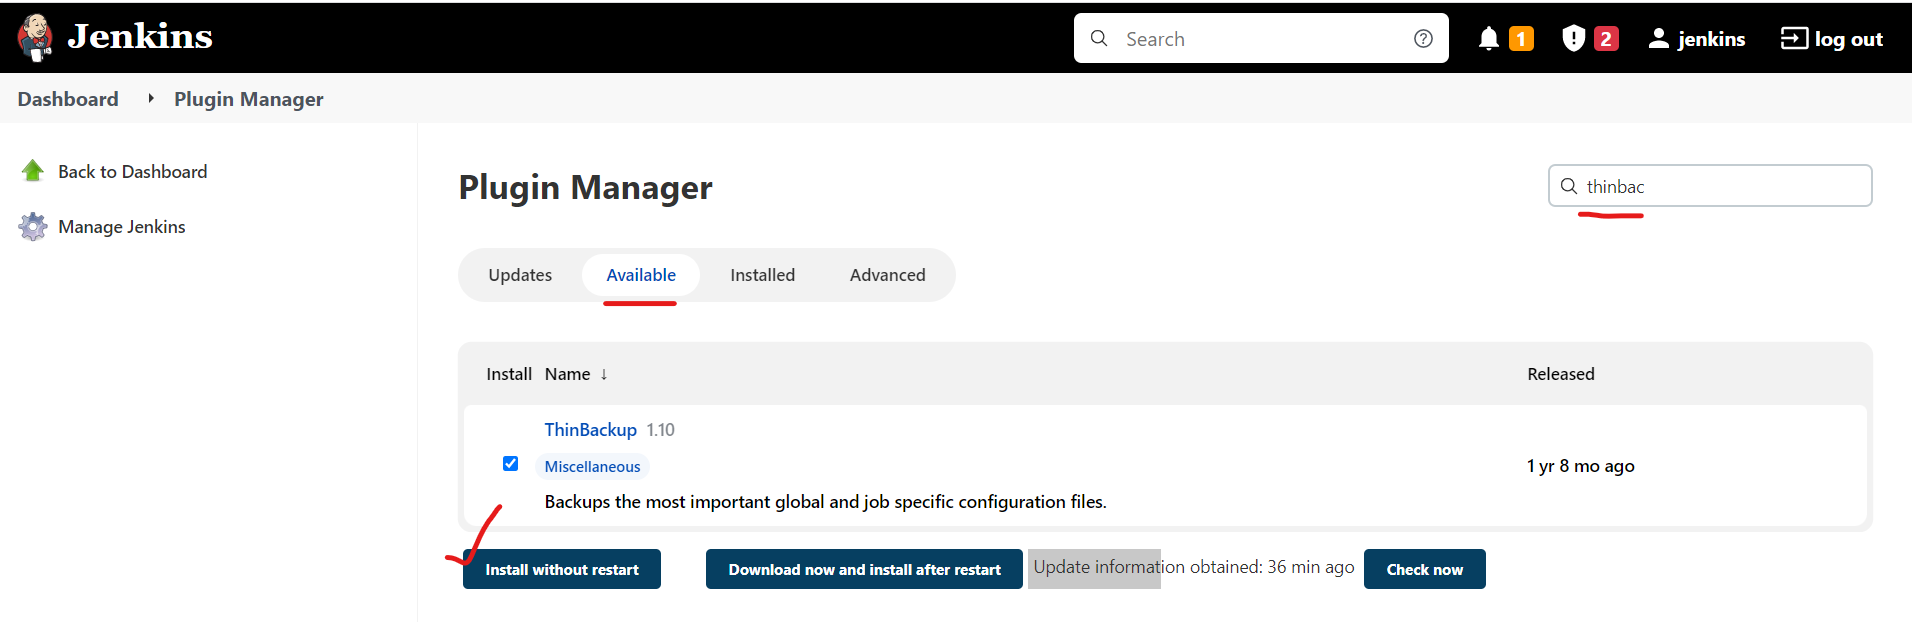 Jenkins Search 1 2 jenkins log out
Dashboard Plugin Manager
Back to Dashboard
Manage Jenkins
Plugin Manager
thinbac
Updates Available Installed Advanced
Install Name ↓ Released
ThinBackup 1.10
Miscellaneous
1 yr 8 mo ago
Backups the most important global and job specific configuration files.
Install without restart Download now and install after restart Update information obtained: 36 min ago Check now